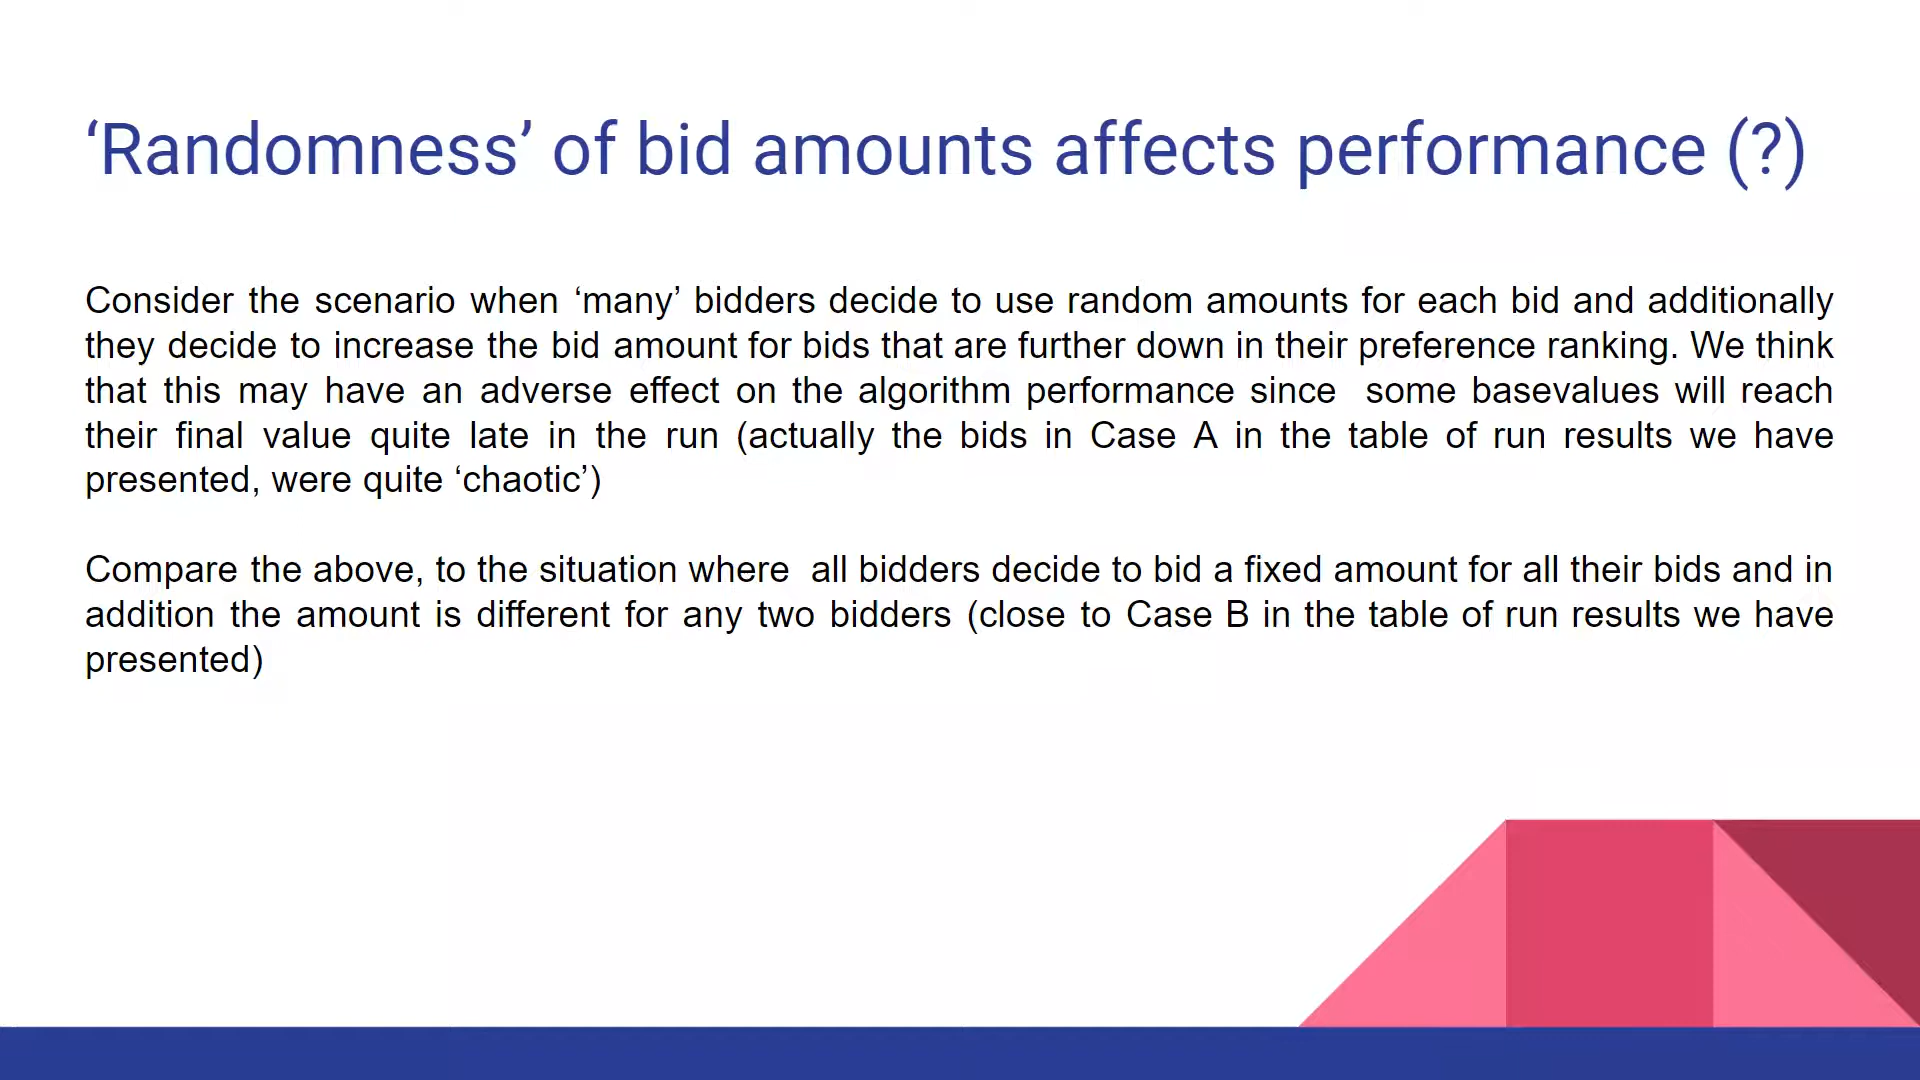 ‘Randomness’ of bid amounts affects performance (?)
Consider the scenario when ‘many’ bidders decide to use random amounts for each bid and additionally
they decide to increase the bid amount for bids that are further down in their preference ranking. We think
that this may have an adverse effect on the algorithm performance since  some basevalues will reach
their final value quite late in the run (actually the bids in Case A in the table of run results we have
presented, were quite ‘chaotic’)
Compare the above, to the situation where  all bidders decide to bid a fixed amount for all their bids and in
addition the amount is different for any two bidders (close to Case B in the table of run results we have
presented)